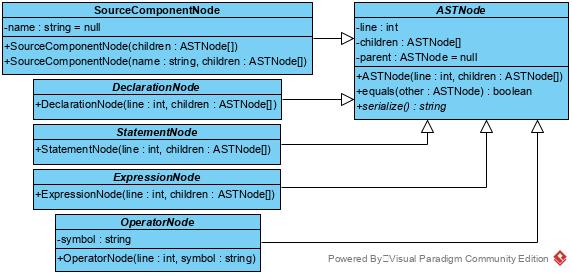 SourceComponentNode
-name : string = null
+SourceComponentNode(children : ASTNode[])
+SourceComponentNode(name : string, children : ASTNode[])
ASTNode
-line : int
-children : ASTNode[]
-parent : ASTNode = null
+ASTNode(line : int, children : ASTNode[])
+equals(other : ASTNode) : boolean
+serialize() : string
DeclarationNode
+DeclarationNode(line : int, children : ASTNode[])
StatementNode
+StatementNode(line : int, children : ASTNode[])
ExpressionNode
+ExpressionNode(line : int, children : ASTNode[])
OperatorNode
-symbol : string
+OperatorNode(line : int, symbol : string)
Powered By Visual Paradigm Community Edition